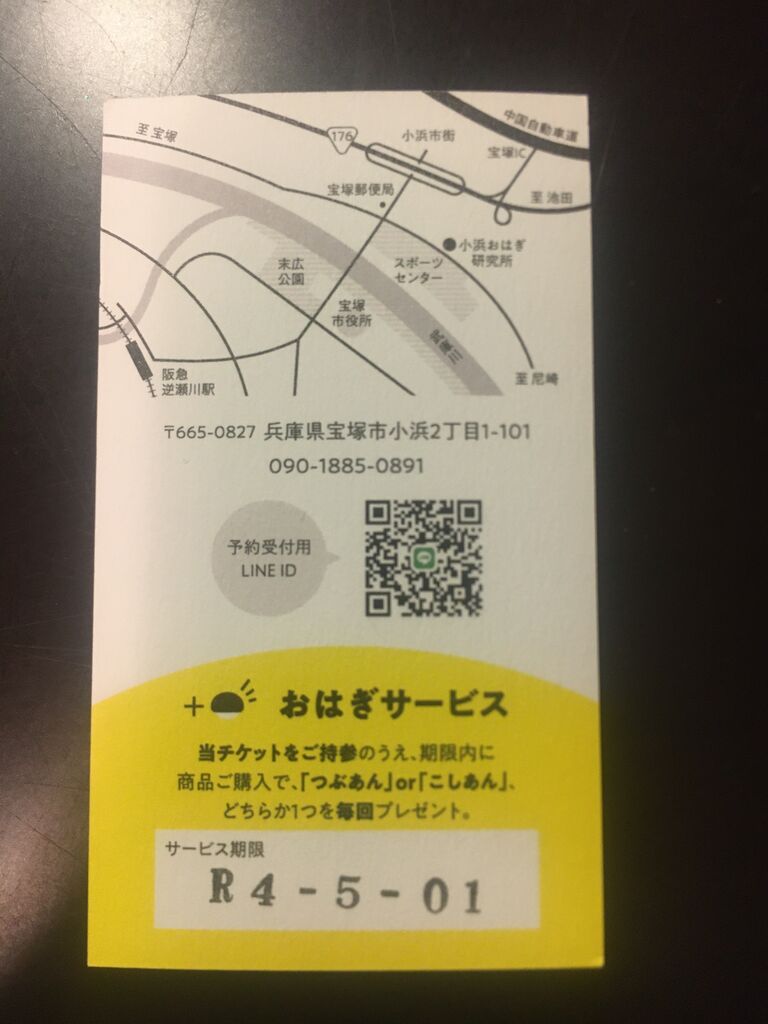 中国自動車道
176
小浜市街
至 宝塚
宝塚IC
宝塚郵便局
至 池田
小浜おはぎ
研究所
スポーツ
センター
末広
公園
宝塚
市役所
武庫川
阪急
逆瀬川駅
至 尼崎
〒665-0827 兵庫県宝塚市小浜2丁目1-101
090-1885-0891
予約受付用
LINE ID
+ おはぎサービス
当チケットをご持参のうえ、期限内に
商品ご購入で、「つぶあん」or「こしあん」、
どちらか1つを毎回プレゼント。
サービス期限
R4-5-01